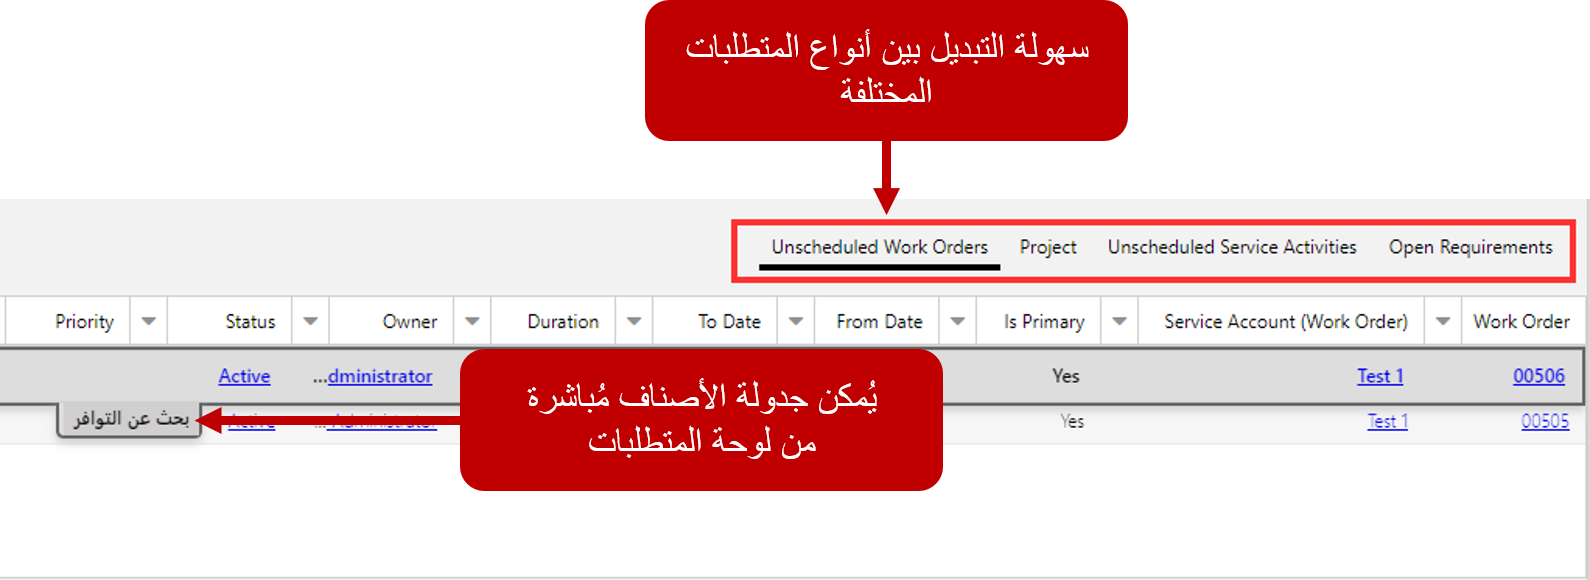 سهولة التبديل بين أنواع المتطلبات
المختلفة
Unscheduled Work Orders Project Unscheduled Service Activities Open Requirements
Priority Status Owner Duration To Date From Date Is Primary Service Account (Work Order) Work Order
Active ...dministrator Yes Test 1 00506
يُمكن جدولة الأصناف مُباشرة
من لوحة المتطلبات
بحث عن التوافر
Active ... Administrator Yes Test 1 00505